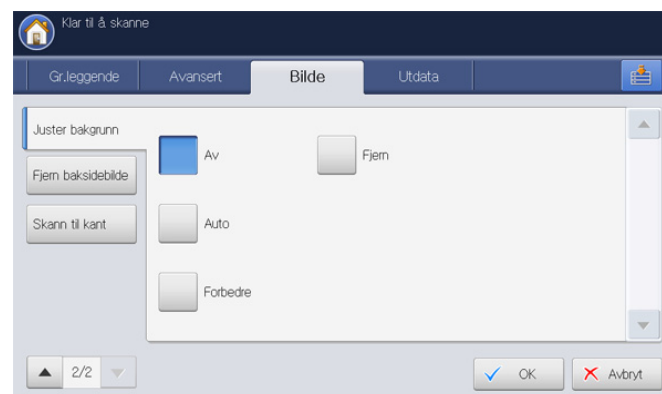 Klar til å skanne
Gr.leggende
Avansert
Bilde
Utdata
Juster bakgrunn
Av
Fjern
Fjern baksidebilde
Skann til kant
Auto
Forbedre
2/2
OK
Avbryt